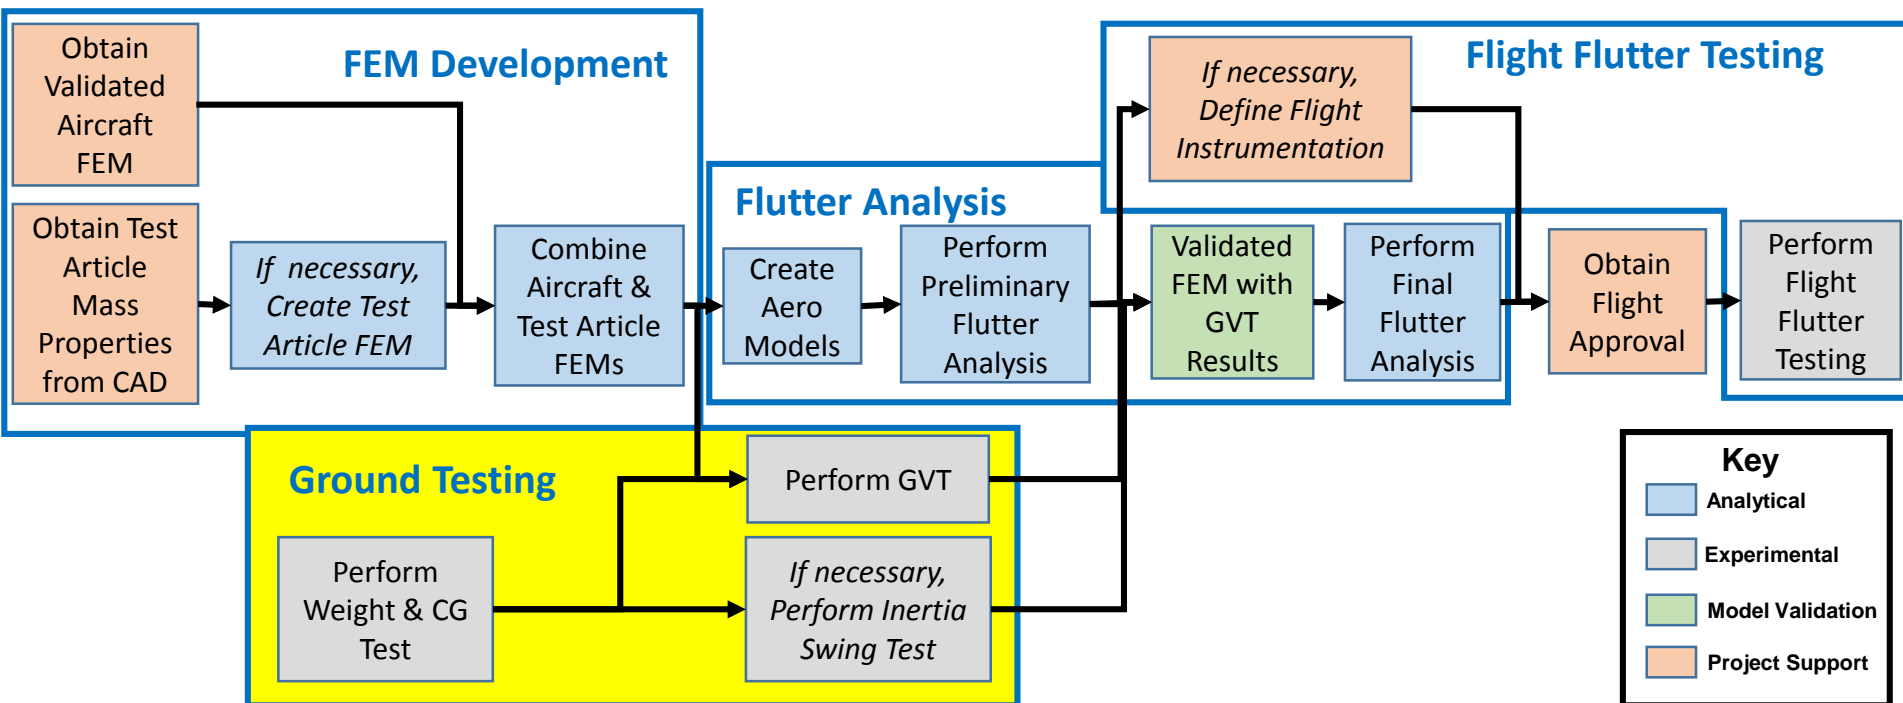 FEM Development
Obtain
Validated
Aircraft
FEM
Obtain Test
Article
Mass
Properties
from CAD
If necessary,
Create Test
Article FEM
Combine
Aircraft &
Test Article
FEMs
Flutter Analysis
Create
Aero
Models
Perform
Preliminary
Flutter
Analysis
Validated
FEM with
GVT
Results
Perform
Final
Flutter
Analysis
Flight Flutter Testing
If necessary,
Define Flight
Instrumentation
Obtain
Flight
Approval
Perform
Flight
Flutter
Testing
Ground Testing
Perform
Weight & CG
Test
Perform GVT
If necessary,
Perform Inertia
Swing Test
Key
Analytical
Experimental
Model Validation
Project Support